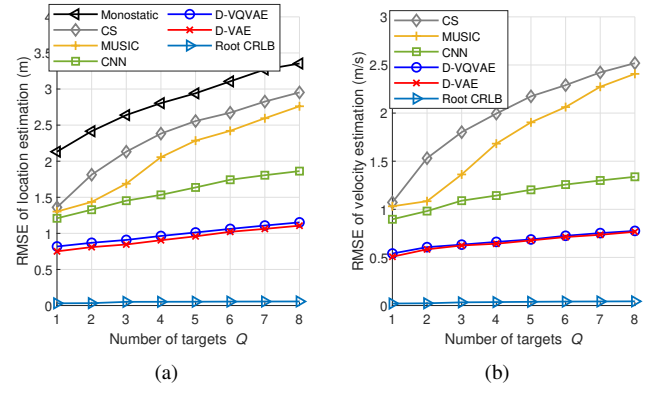 Monostatic
CS
MUSIC
CNN
D-VQVAE
D-VAE
Root CRLB
RMSE of location estimation (m)
4
3
2.5
2
1.5
1
0.5
0
1 2 3 4 5 6 7 8
Number of targets Q
(a)
CS
MUSIC
CNN
D-VQVAE
D-VAE
Root CRLB
RMSE of velocity estimation (m/s)
3
2.5
2
1.5
1
0.5
0
1 2 3 4 5 6 7 8
Number of targets Q
(b)